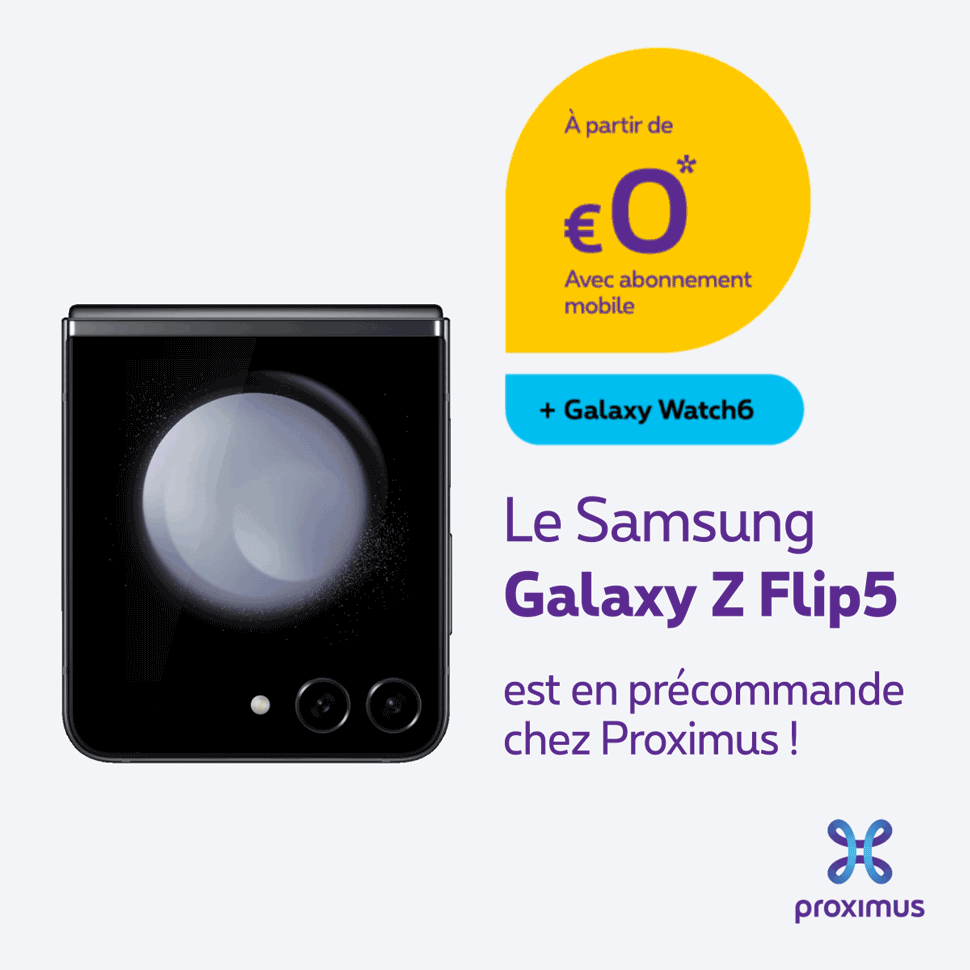 À partir de
€0*
Avec abonnement
mobile
+ Galaxy Watch6
Le Samsung
Galaxy Z Flip5
est en précommande
chez Proximus !
proximus